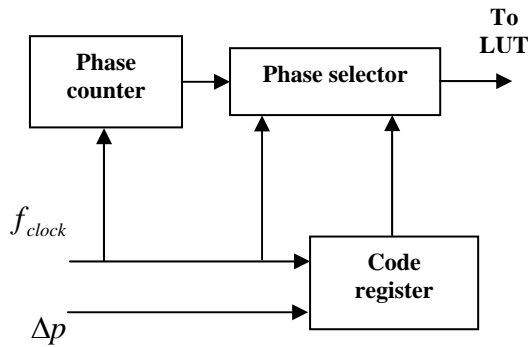 To
LUT
Phase
counter
Phase selector
f_clock
Code
register
Δp